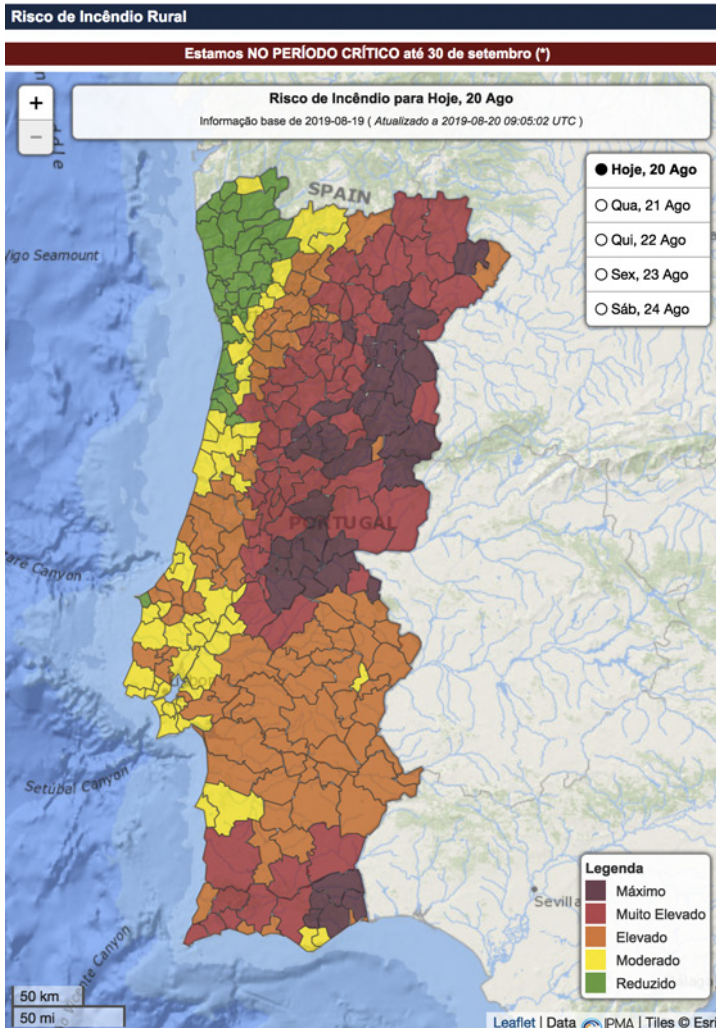 Risco de Incêndio Rural
Estamos NO PERÍODO CRÍTICO até 30 de setembro (*)
+
−
Risco de Incêndio para Hoje, 20 Ago
Informação base de 2019-08-19 ( Atualizado a 2019-08-20 09:05:02 UTC )
Hoje, 20 Ago
Qua, 21 Ago
Qui, 22 Ago
Sex, 23 Ago
Sáb, 24 Ago
SPAIN
Vigo Seamount
PORTUGAL
Canyon
Setúbal Canyon
Legenda
Máximo
Muito Elevado
Elevado
Moderado
Reduzido
Sevilla
Canyon
50 km
50 mi
Leaflet | Data IPMA | Tiles © Esri